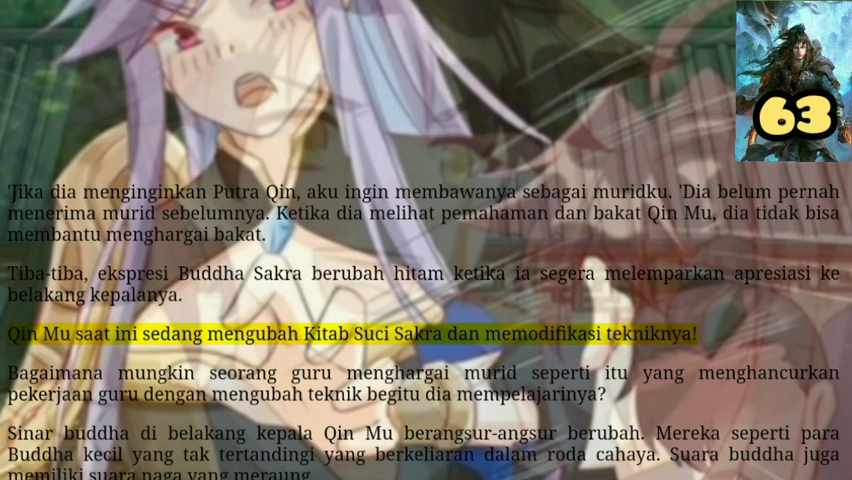 63
'Jika dia menginginkan Putra Qin, aku ingin membawanya sebagai muridku. 'Dia belum pernah
menerima murid sebelumnya. Ketika dia melihat pemahaman dan bakat Qin Mu, dia tidak bisa
membantu menghargai bakat.
Tiba-tiba, ekspresi Buddha Sakra berubah hitam ketika ia segera melemparkan apresiasi ke
belakang kepalanya.
Qin Mu saat ini sedang mengubah Kitab Suci Sakra dan memodifikasi tekniknya!
Bagaimana mungkin seorang guru menghargai murid seperti itu yang menghancurkan
pekerjaan guru dengan mengubah teknik begitu dia mempelajarinya?
Sinar buddha di belakang kepala Qin Mu berangsur-angsur berubah. Mereka seperti para
Buddha kecil yang tak tertandingi yang berkeliaran dalam roda cahaya. Suara buddha juga
memiliki suara naga yang meraung